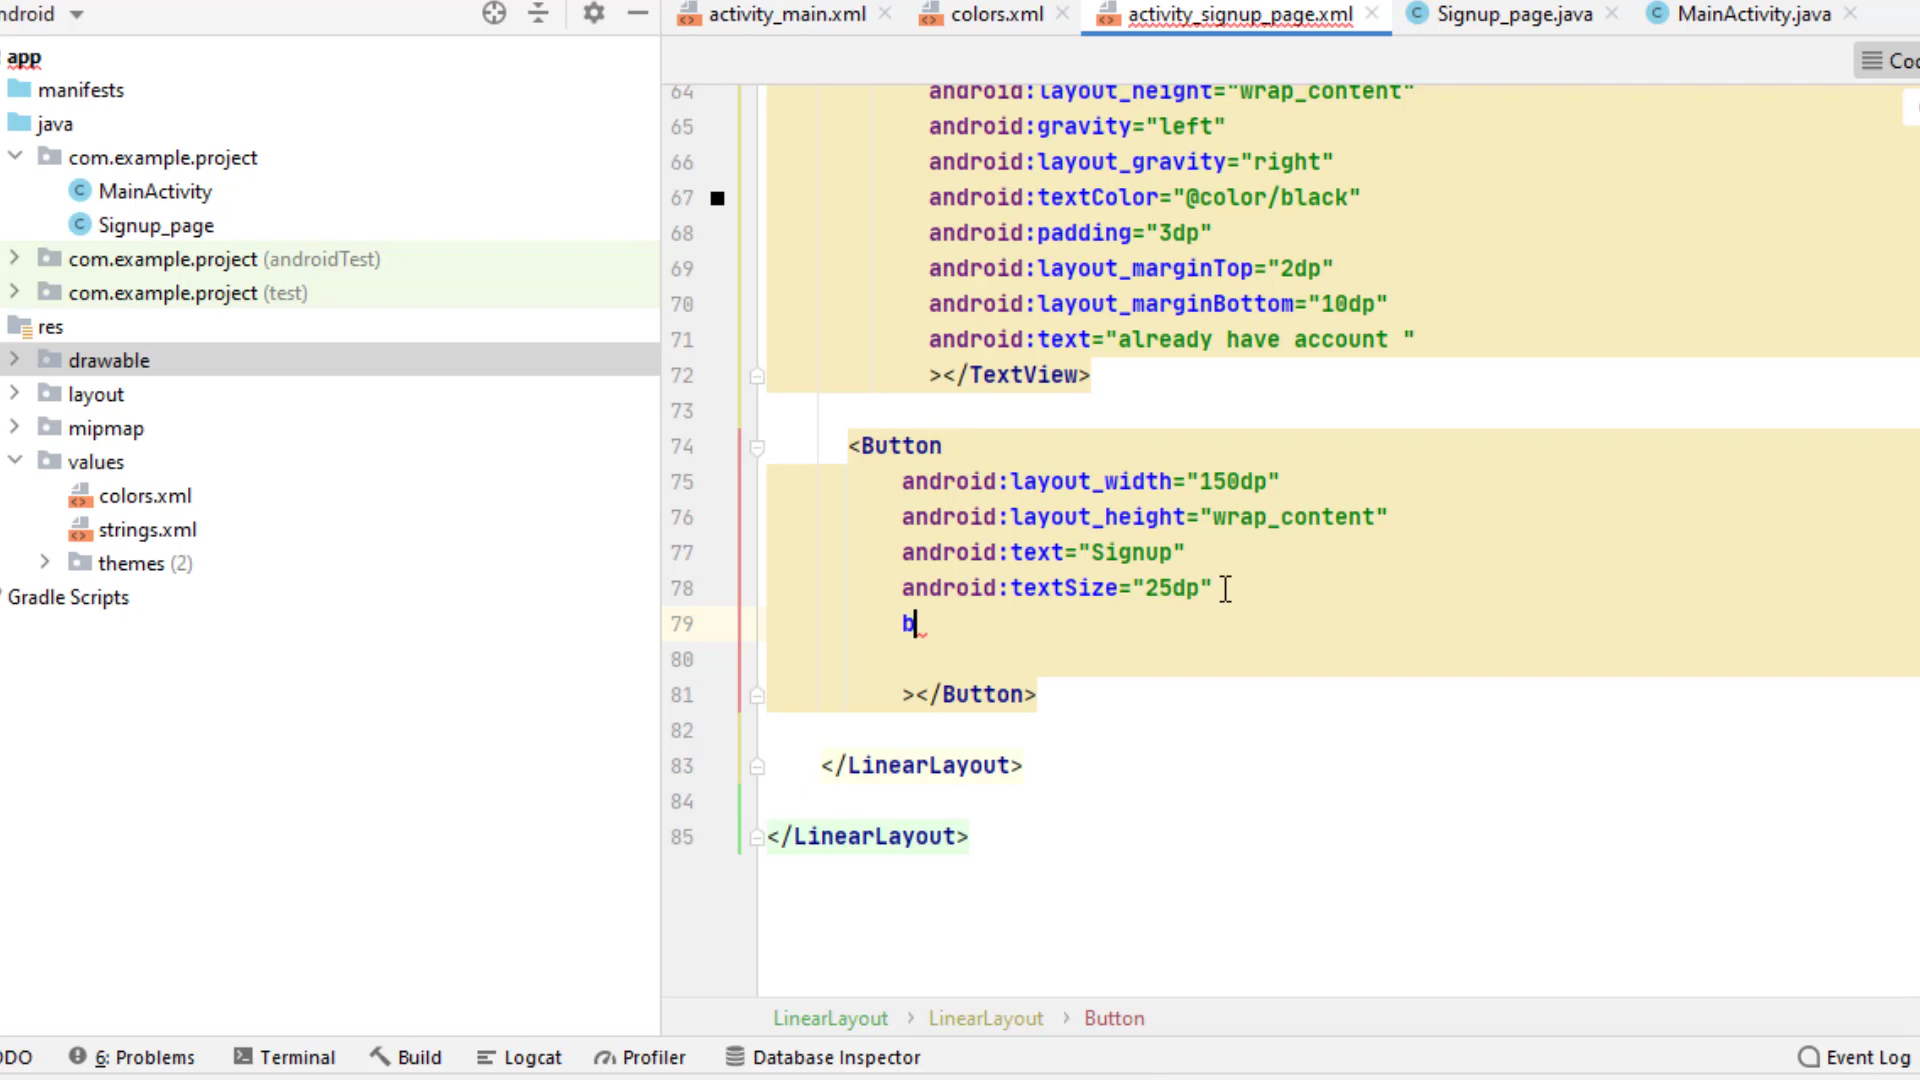 ndroid
activity_main.xml
colors.xml
activity_signup_page.xml
Signup_page.java
MainActivity.java
app
manifests
java
com.example.project
MainActivity
Signup_page
com.example.project (androidTest)
com.example.project (test)
res
drawable
layout
mipmap
values
colors.xml
strings.xml
themes (2)
Gradle Scripts
Coo
64 android:layout_height="wrap_content"
65 android:gravity="left"
66 android:layout_gravity="right"
67 android:textColor="@color/black"
68 android:padding="3dp"
69 android:layout_marginTop="2dp"
70 android:layout_marginBottom="10dp"
71 android:text="already have account "
72 ></TextView>
73
74 <Button
75 android:layout_width="150dp"
76 android:layout_height="wrap_content"
77 android:text="Signup"
78 android:textSize="25dp"
79 b
80
81 ></Button>
82
83 </LinearLayout>
84
85 </LinearLayout>
LinearLayout > LinearLayout > Button
ODO 6: Problems Terminal Build Logcat Profiler Database Inspector Event Log